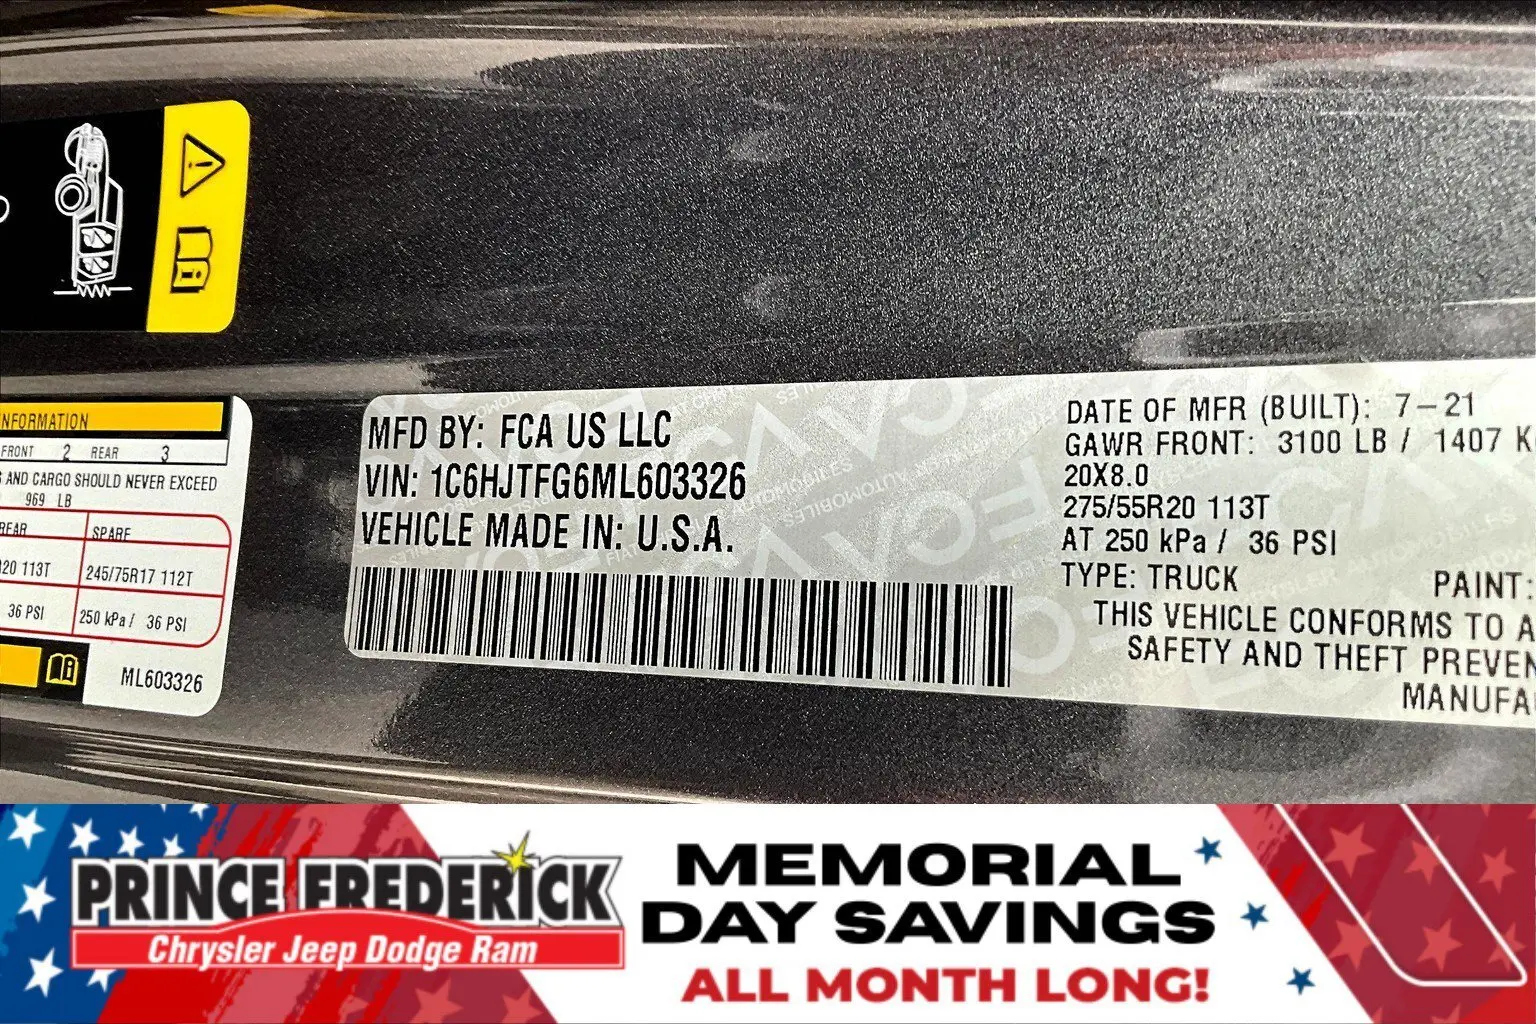 INFORMATION
FRONT 2 REAR 3
AND CARGO SHOULD NEVER EXCEED
969 LB
REAR SPARE
R20 113T 245/75R17 112T
36 PSI 250 kPa / 36 PSI
ML603326
MFD BY: FCA US LLC
VIN: 1C6HJTFG6ML603326
VEHICLE MADE IN: U.S.A.
DATE OF MFR (BUILT): 7-21
GAWR FRONT: 3100 LB / 1407 K
20X8.0
275/55R20 113T
AT 250 kPa / 36 PSI
TYPE: TRUCK PAINT:
THIS VEHICLE CONFORMS TO A
SAFETY AND THEFT PREVEN
MANUFA
PRINCE FREDERICK
Chrysler Jeep Dodge Ram
MEMORIAL
DAY SAVINGS
ALL MONTH LONG!